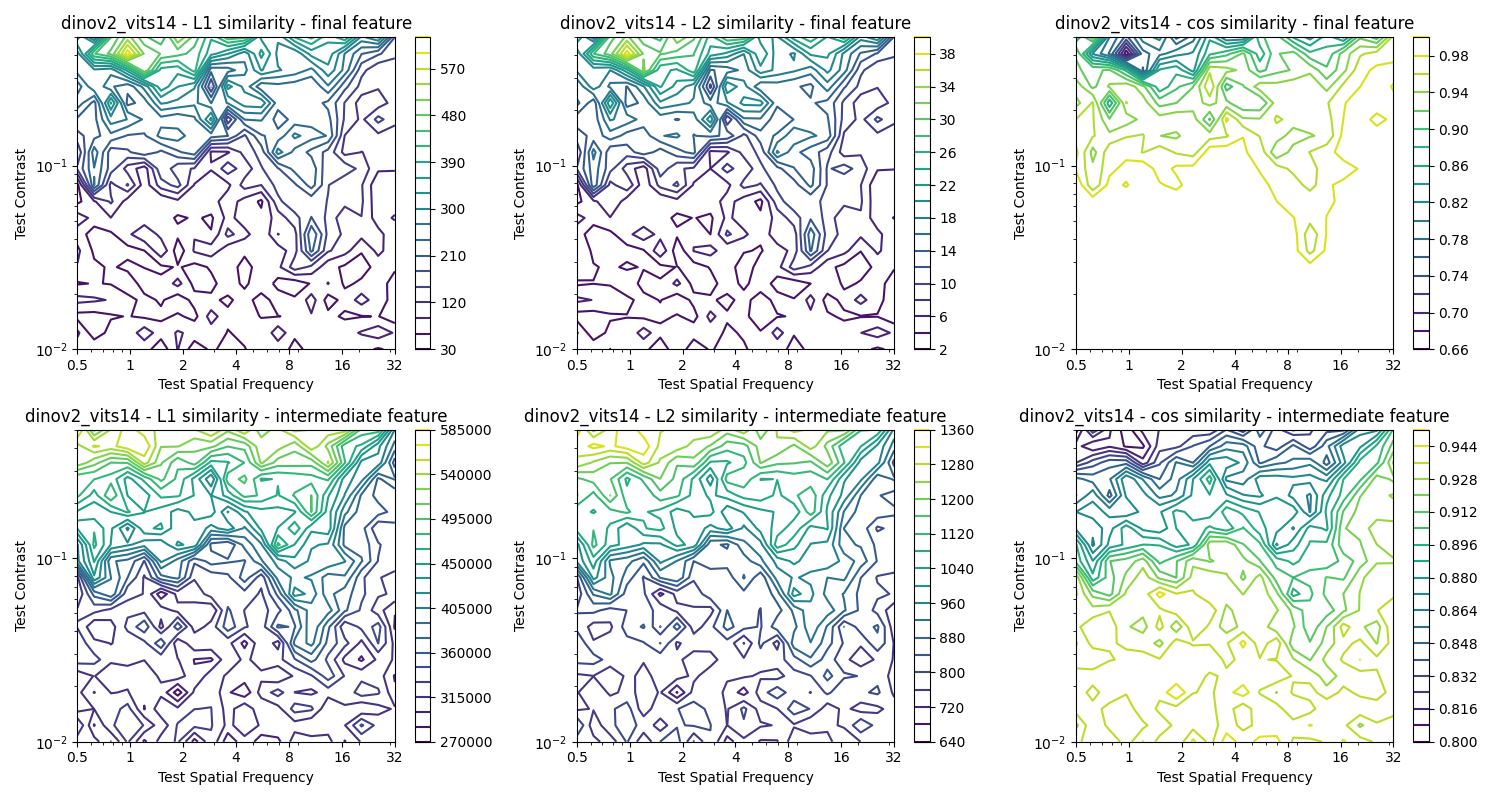 dinov2_vits14 - L1 similarity - final feature
Test Contrast
10⁻¹
10⁻²
0.5 1 2 4 8 16 32
Test Spatial Frequency
570
480
390
300
210
120
30
dinov2_vits14 - L2 similarity - final feature
Test Contrast
10⁻¹
10⁻²
0.5 1 2 4 8 16 32
Test Spatial Frequency
38
34
30
26
22
18
14
10
6
2
dinov2_vits14 - cos similarity - final feature
Test Contrast
10⁻¹
10⁻²
0.5 1 2 4 8 16 32
Test Spatial Frequency
0.98
0.94
0.90
0.86
0.82
0.78
0.74
0.70
0.66
dinov2_vits14 - L1 similarity - intermediate feature
Test Contrast
10⁻¹
10⁻²
0.5 1 2 4 8 16 32
Test Spatial Frequency
585000
540000
495000
450000
405000
360000
315000
270000
dinov2_vits14 - L2 similarity - intermediate feature
Test Contrast
10⁻¹
10⁻²
0.5 1 2 4 8 16 32
Test Spatial Frequency
1360
1280
1200
1120
1040
960
880
800
720
640
dinov2_vits14 - cos similarity - intermediate feature
Test Contrast
10⁻¹
10⁻²
0.5 1 2 4 8 16 32
Test Spatial Frequency
0.944
0.928
0.912
0.896
0.880
0.864
0.848
0.832
0.816
0.800